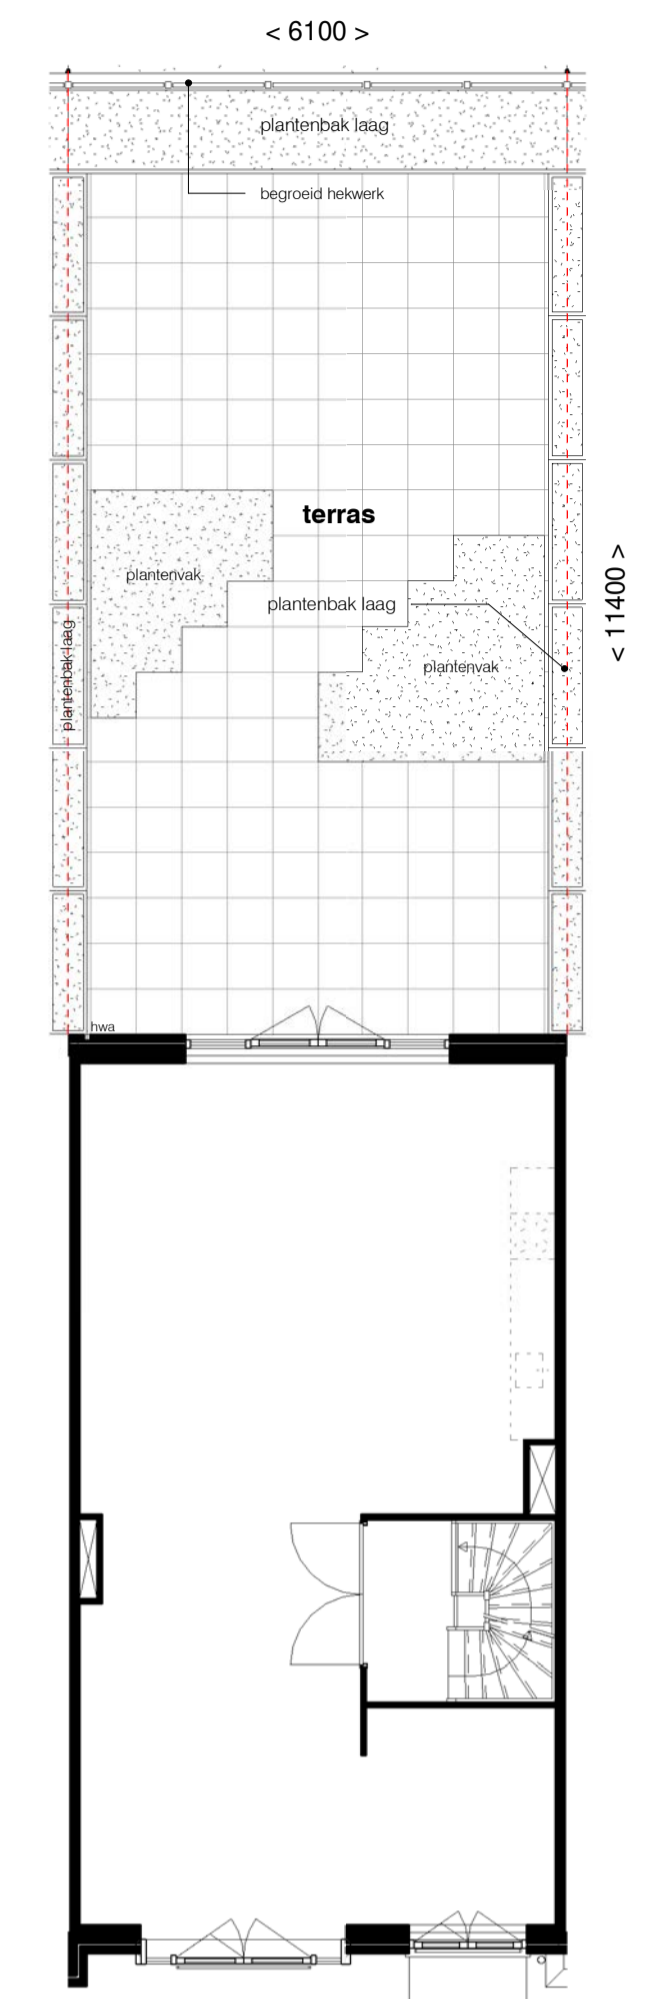 < 6100 >
plantenbak laag
begroeid hekwerk
terras
plantenvak
plantenbak laag
< 11400 >
plantenbak laag
plantenvak
hwa